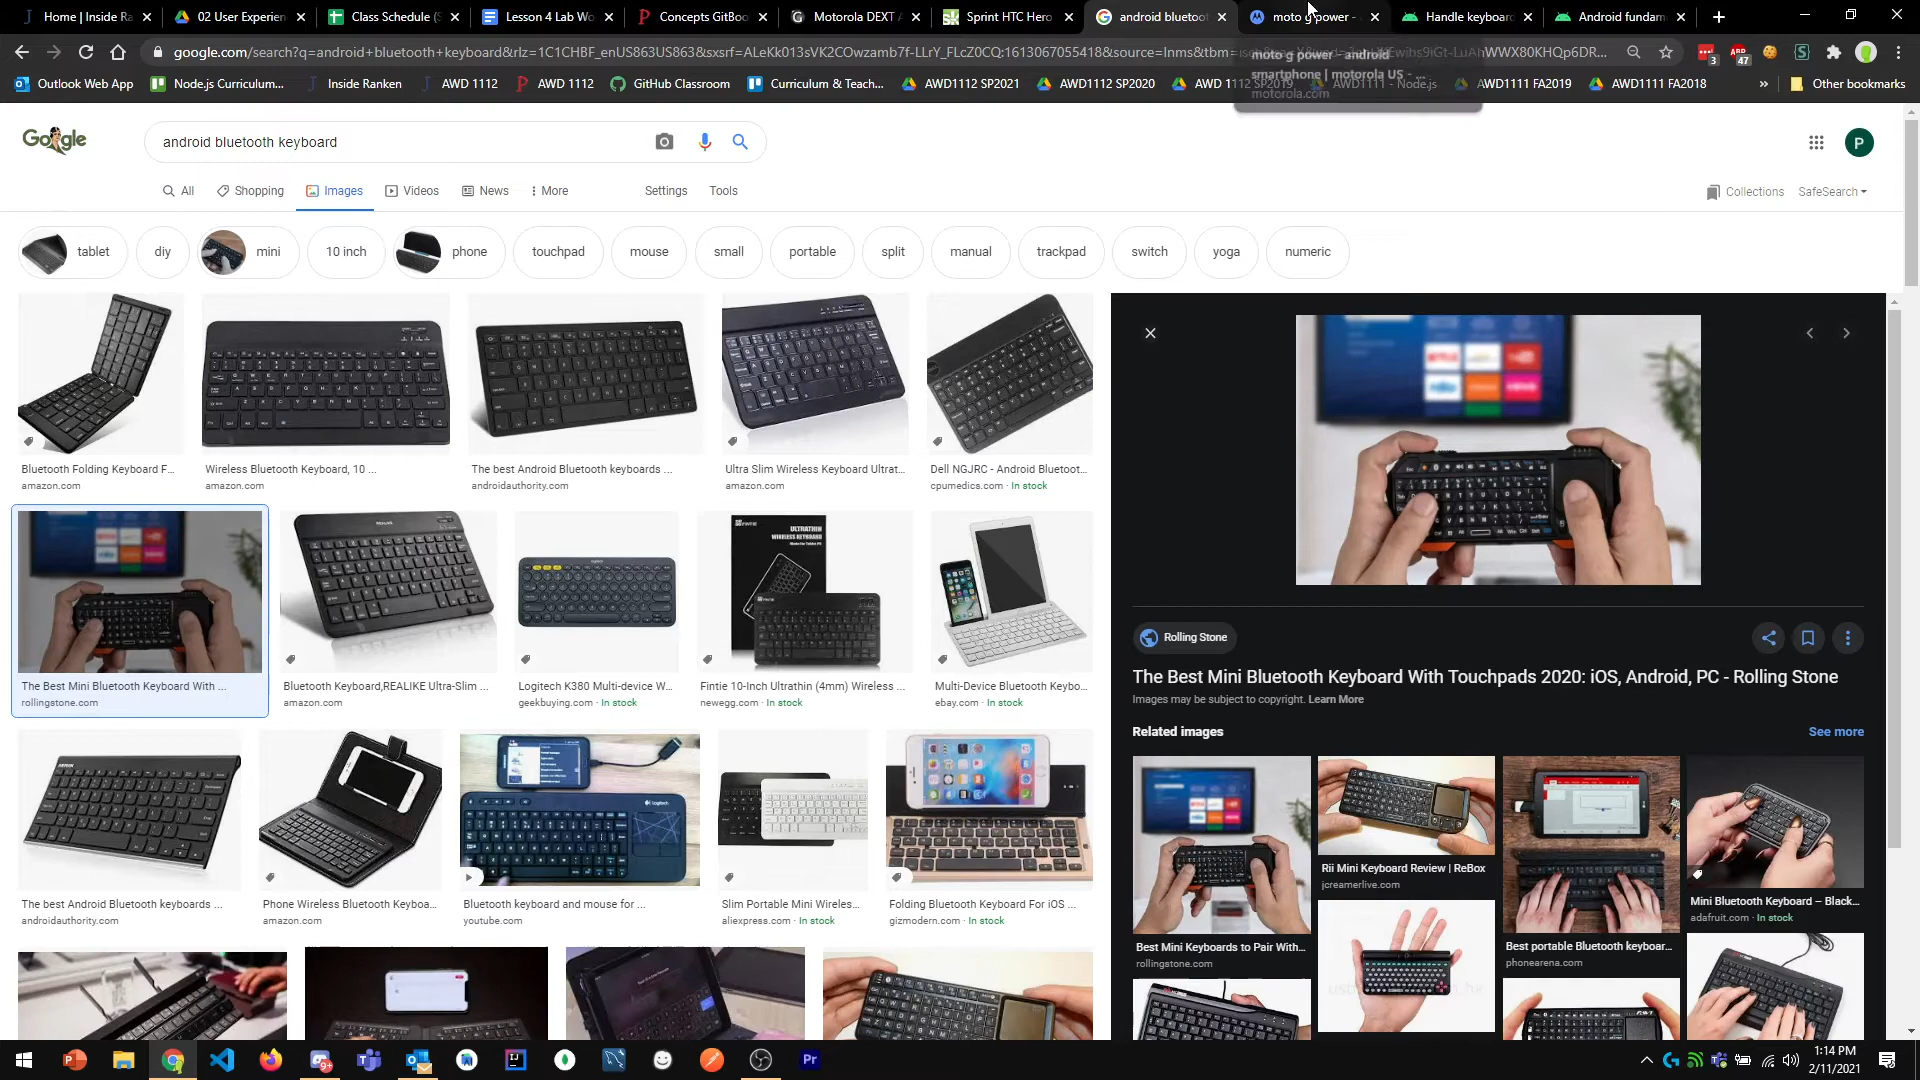 Home | Inside Ra
02 User Experien
Class Schedule (S
Lesson 4 Lab Wo
Concepts GitBoo
Motorola DEXT A
Sprint HTC Hero
android bluetoot
moto g power -
Handle keyboard
Android fundam
google.com/search?q=android+bluetooth+keyboard&rlz=1C1CHBF_enUS863US863&sxsrf=ALeKk013sVK2COwzamb7f-LLrY_FLcZ0CQ:1613067055418&source=lnms&tbm=
3
47
moto g power - android
smartphone | motorola US - ...
motorola.com
Outlook Web App
Node.js Curriculum...
Inside Ranken
AWD 1112
AWD 1112
GitHub Classroom
Curriculum & Teach...
AWD1112 SP2021
AWD1112 SP2020
AWD 1112 SP2019
AWD1111 - Node.js
AWD1111 FA2019
AWD1111 FA2018
»
Other bookmarks
Google
android bluetooth keyboard
P
All
Shopping
Images
Videos
News
More
Settings
Tools
Collections
SafeSearch
tablet
diy
mini
10 inch
phone
touchpad
mouse
small
portable
split
manual
trackpad
switch
yoga
numeric
Bluetooth Folding Keyboard F...
amazon.com
Wireless Bluetooth Keyboard, 10 ...
amazon.com
The best Android Bluetooth keyboards ...
androidauthority.com
Ultra Slim Wireless Keyboard Ultrat...
amazon.com
Dell NGJRC - Android Bluetoot...
cpumedics.com · In stock
The Best Mini Bluetooth Keyboard With ...
rollingstone.com
Bluetooth Keyboard,REALIKE Ultra-Slim ...
amazon.com
Logitech K380 Multi-device W...
geekbuying.com · In stock
ULTRATHIN
WIRELESS KEYBOARD
Fintie 10-Inch Ultrathin (4mm) Wireless ...
newegg.com · In stock
Multi-Device Bluetooth Keybo...
ebay.com · In stock
The best Android Bluetooth keyboards ...
androidauthority.com
Phone Wireless Bluetooth Keyboa...
amazon.com
Bluetooth keyboard and mouse for ...
youtube.com
Slim Portable Mini Wireles...
aliexpress.com · In stock
Folding Bluetooth Keyboard For iOS ...
gizmodern.com · In stock
Rolling Stone
The Best Mini Bluetooth Keyboard With Touchpads 2020: iOS, Android, PC - Rolling Stone
Images may be subject to copyright. Learn More
Related images
See more
Best Mini Keyboards to Pair With...
rollingstone.com
Rii Mini Keyboard Review | ReBox
jcreamerlive.com
Best portable Bluetooth keyboar...
phonearena.com
Mini Bluetooth Keyboard – Black...
adafruit.com · In stock
9+
Pr
1:14 PM
2/11/2021